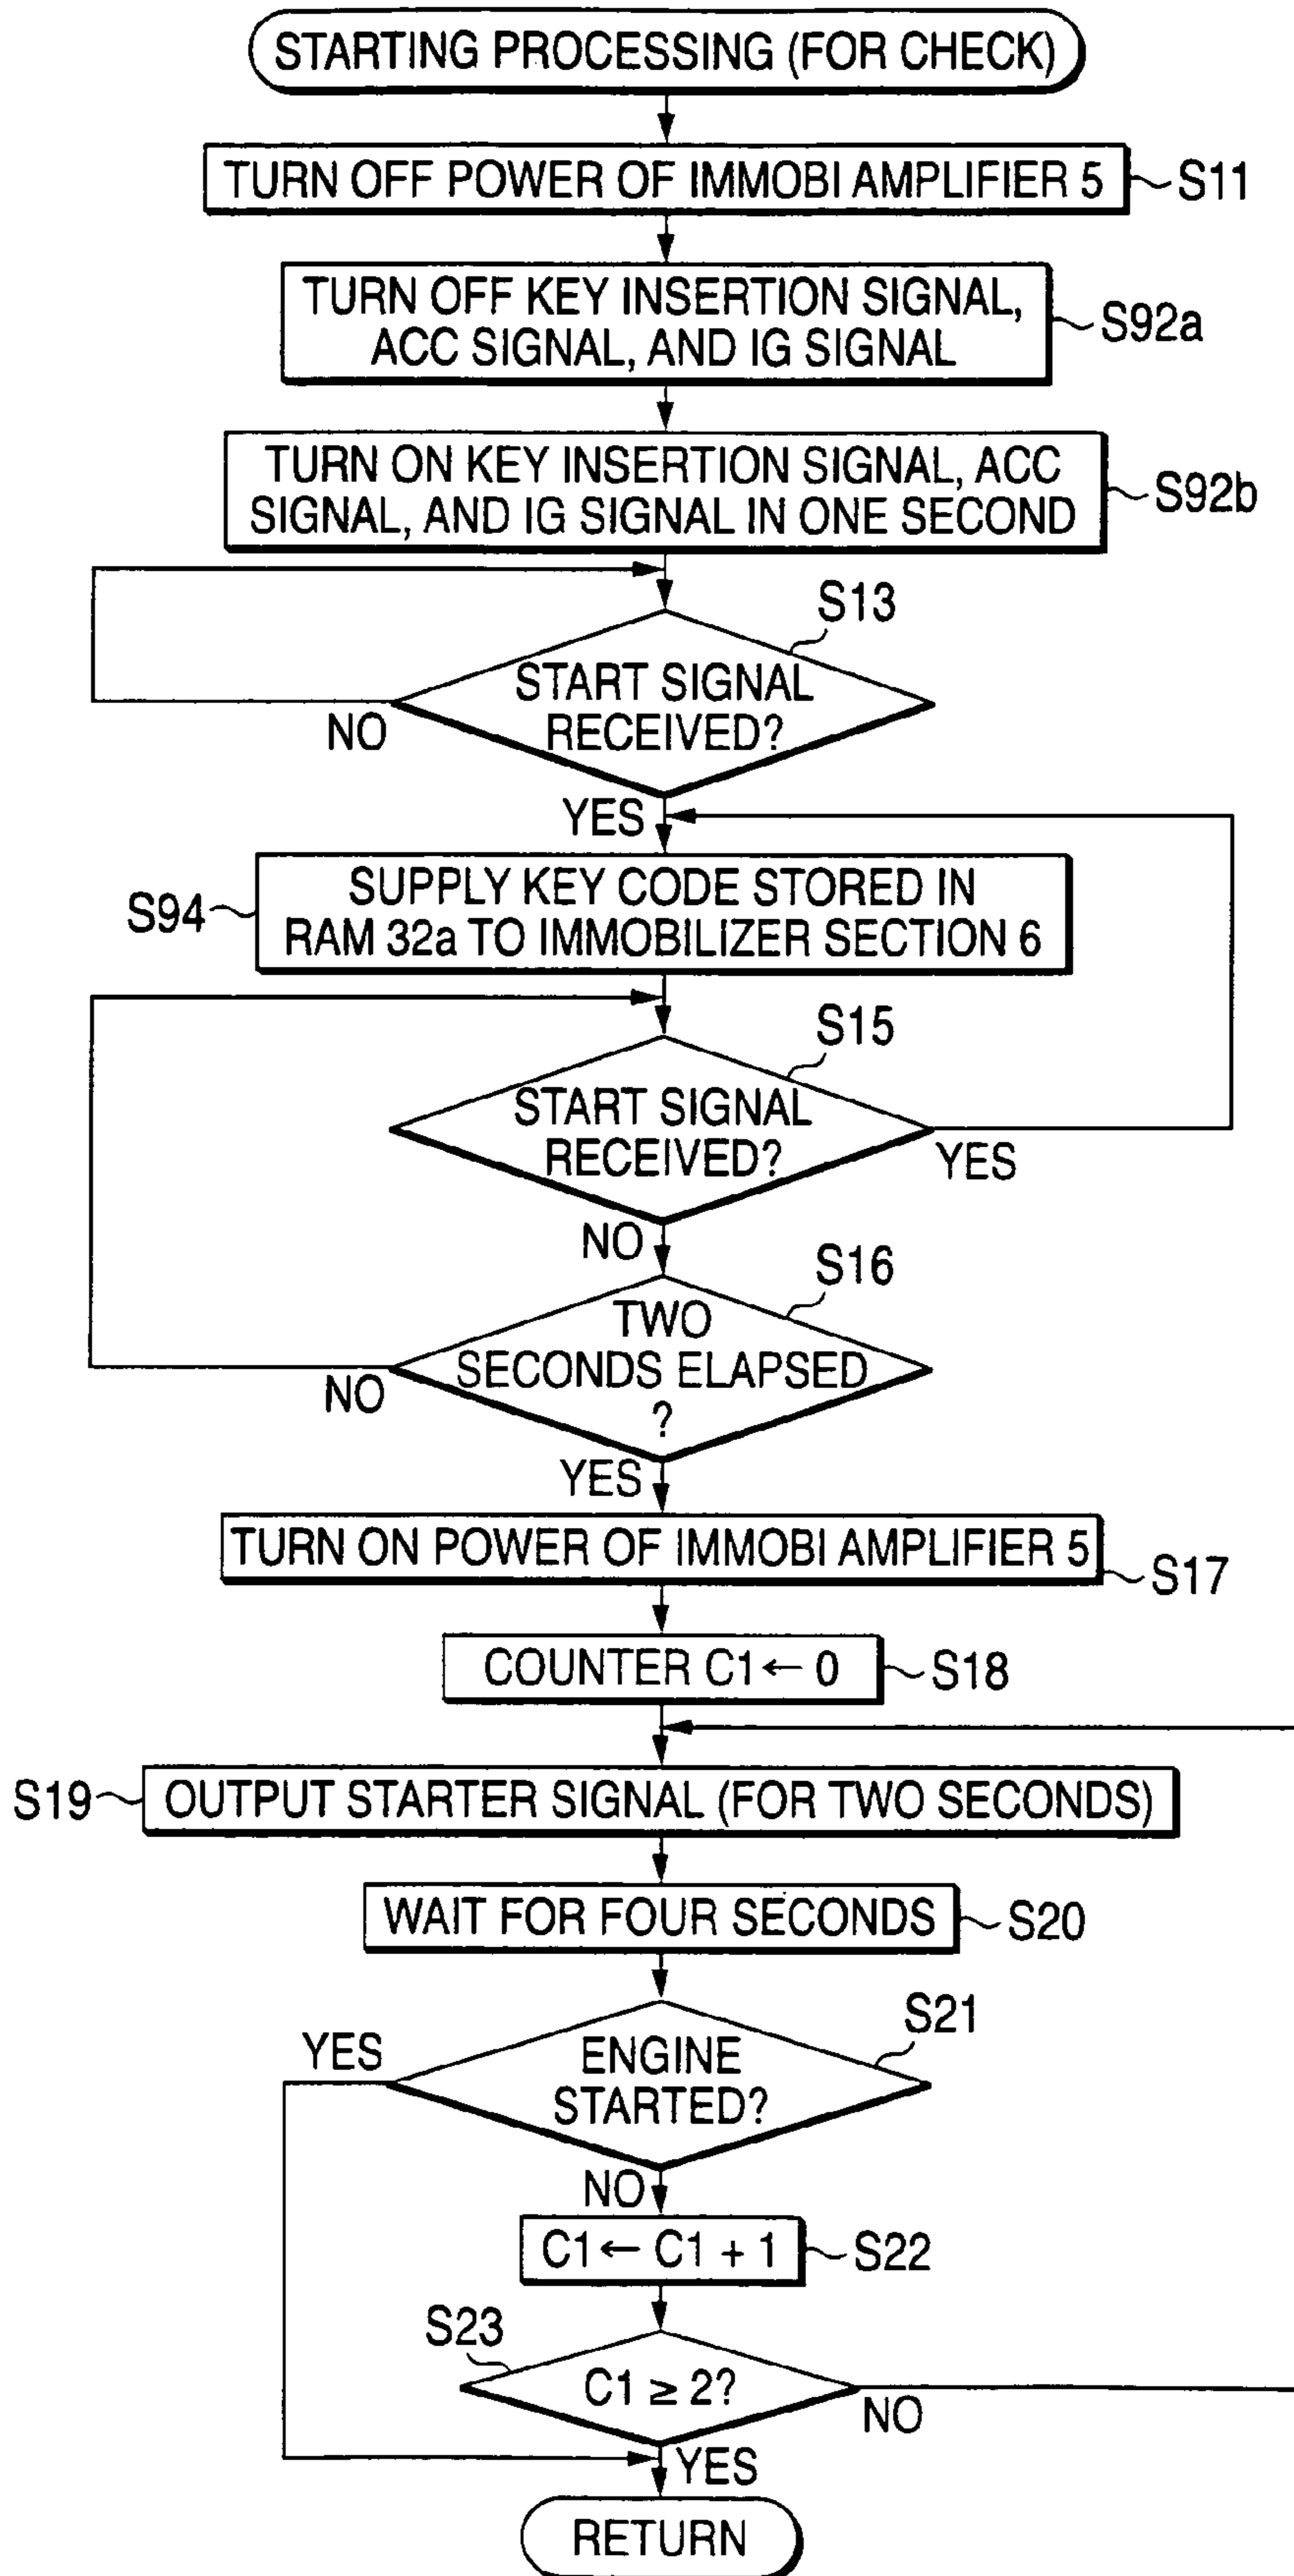 STARTING PROCESSING (FOR CHECK)
TURN OFF POWER OF IMMOBI AMPLIFIER 5
S11
TURN OFF KEY INSERTION SIGNAL,
ACC SIGNAL, AND IG SIGNAL
S92a
TURN ON KEY INSERTION SIGNAL, ACC
SIGNAL, AND IG SIGNAL IN ONE SECOND
S92b
S13
START SIGNAL
RECEIVED?
NO
YES
S94
SUPPLY KEY CODE STORED IN
RAM 32a TO IMMOBILIZER SECTION 6
S15
START SIGNAL
RECEIVED?
YES
NO
S16
TWO
SECONDS ELAPSED
?
NO
YES
TURN ON POWER OF IMMOBI AMPLIFIER 5
S17
COUNTER C1 ← 0
S18
S19
OUTPUT STARTER SIGNAL (FOR TWO SECONDS)
WAIT FOR FOUR SECONDS
S20
S21
YES
ENGINE
STARTED?
NO
C1 ← C1 + 1
S22
S23
C1 ≥ 2?
NO
YES
RETURN